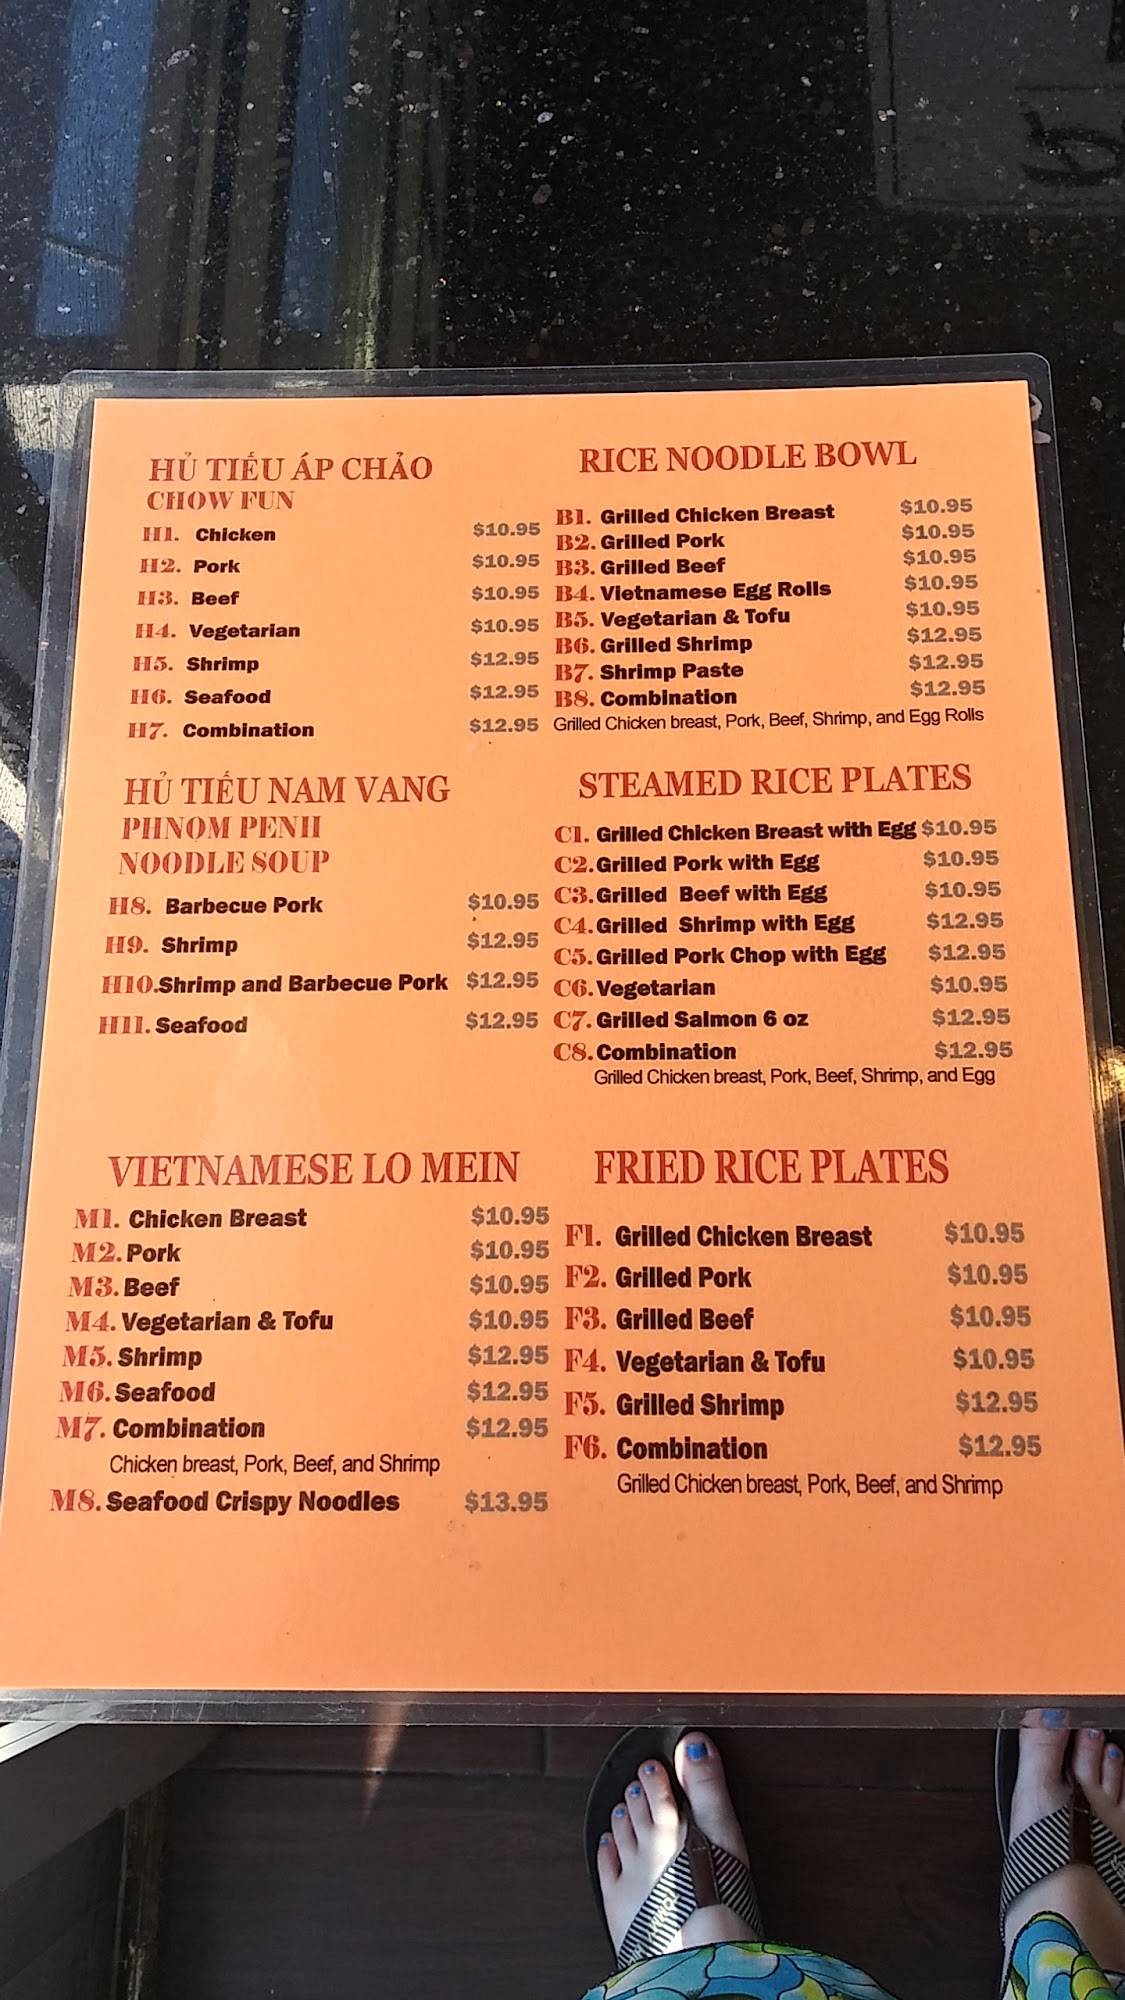 HỦ TIẾU ÁP CHẢO
CHOW FUN
H1. Chicken $10.95
H2. Pork $10.95
H3. Beef $10.95
H4. Vegetarian $10.95
H5. Shrimp $12.95
H6. Seafood $12.95
H7. Combination $12.95
HỦ TIẾU NAM VANG
PHNOM PENH
NOODLE SOUP
H8. Barbecue Pork $10.95
H9. Shrimp $12.95
H10. Shrimp and Barbecue Pork $12.95
H11. Seafood $12.95
VIETNAMESE LO MEIN
M1. Chicken Breast $10.95
M2. Pork $10.95
M3. Beef $10.95
M4. Vegetarian & Tofu $10.95
M5. Shrimp $12.95
M6. Seafood $12.95
M7. Combination $12.95
Chicken breast, Pork, Beef, and Shrimp
M8. Seafood Crispy Noodles $13.95
RICE NOODLE BOWL
B1. Grilled Chicken Breast $10.95
B2. Grilled Pork $10.95
B3. Grilled Beef $10.95
B4. Vietnamese Egg Rolls $10.95
B5. Vegetarian & Tofu $10.95
B6. Grilled Shrimp $12.95
B7. Shrimp Paste $12.95
B8. Combination $12.95
Grilled Chicken breast, Pork, Beef, Shrimp, and Egg Rolls
STEAMED RICE PLATES
C1. Grilled Chicken Breast with Egg $10.95
C2. Grilled Pork with Egg $10.95
C3. Grilled Beef with Egg $10.95
C4. Grilled Shrimp with Egg $12.95
C5. Grilled Pork Chop with Egg $12.95
C6. Vegetarian $10.95
C7. Grilled Salmon 6 oz $12.95
C8. Combination $12.95
Grilled Chicken breast, Pork, Beef, Shrimp, and Egg
FRIED RICE PLATES
F1. Grilled Chicken Breast $10.95
F2. Grilled Pork $10.95
F3. Grilled Beef $10.95
F4. Vegetarian & Tofu $10.95
F5. Grilled Shrimp $12.95
F6. Combination $12.95
Grilled Chicken breast, Pork, Beef, and Shrimp